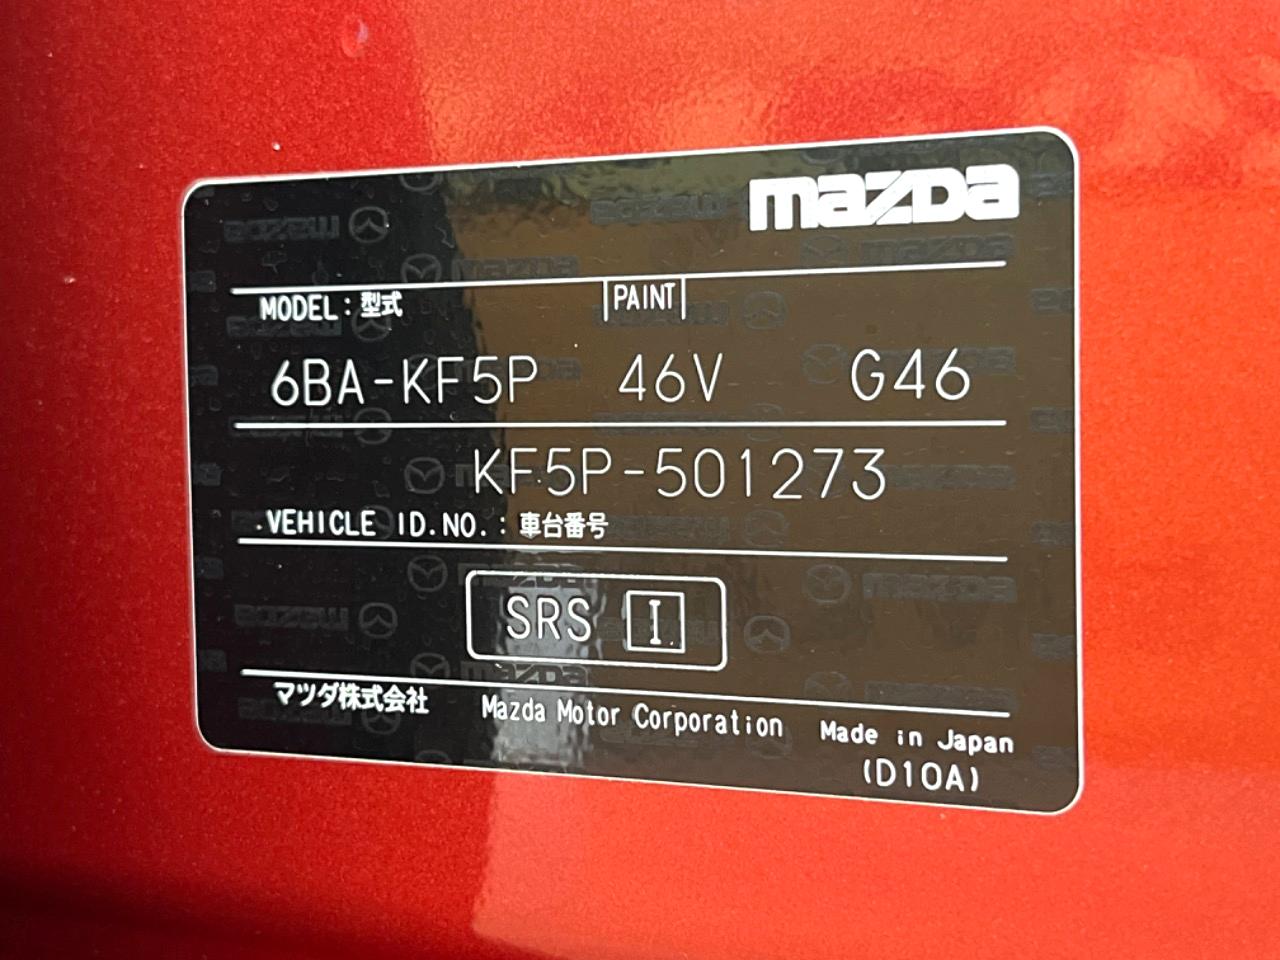 mazda
MODEL：型式 PAINT
6BA-KF5P 46V G46
KF5P-501273
VEHICLE ID.NO.：車台番号
SRS I
マツダ株式会社 Mazda Motor Corporation Made in Japan
(D10A)